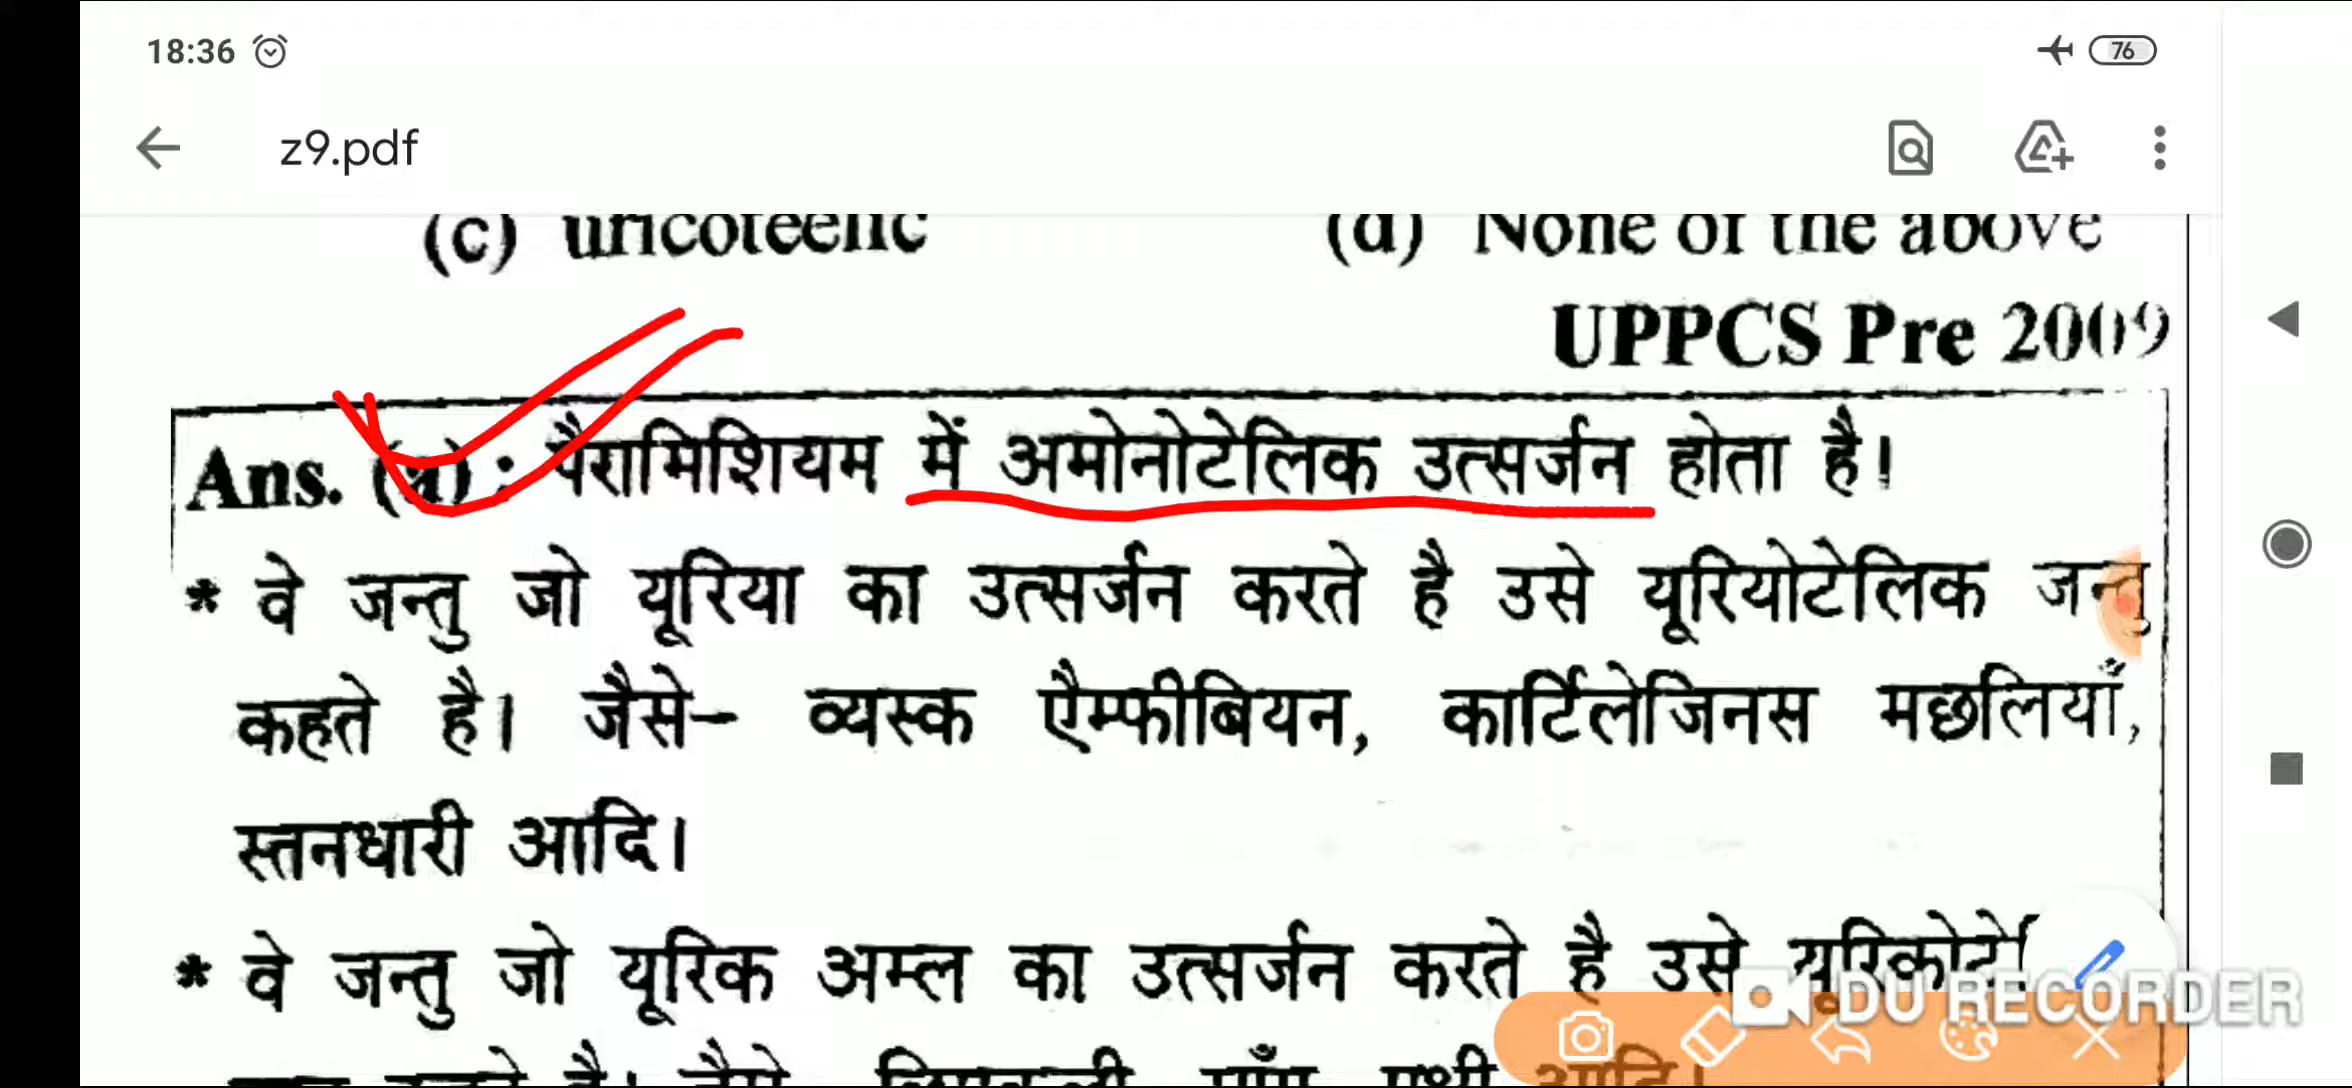 18:36
76
z9.pdf
(c) uricoteelic (d) None of the above
UPPCS Pre 2009
Ans. (a) : पैरामिशियम में अमोनोटेलिक उत्सर्जन होता है।
* वे जन्तु जो यूरिया का उत्सर्जन करते है उसे यूरियोटेलिक जन्तु
कहते है। जैसे– व्यस्क एैम्फीबियन, कार्टिलेजिनस मछलियाँ,
स्तनधारी आदि।
* वे जन्तु जो यूरिक अम्ल का उत्सर्जन करते है उसे
DU RECORDER
है। जैसे आदि।